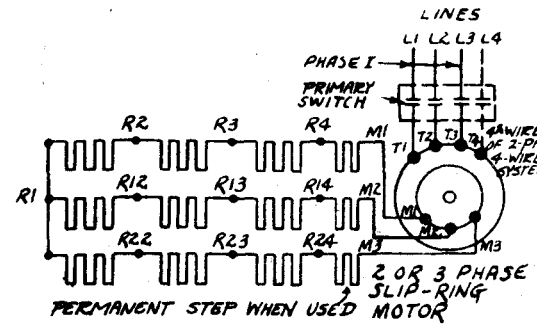 LINES
L1 L2 L3 L4
PHASE I
PRIMARY
SWITCH
R2 R3 R4 M1
T1 T2 T3 T4
4TH WIRE
OF 2-PH
4-WIRE
SYSTEM
R1
R12 R13 R14 M2
M1
M2
R22 R23 R24 M3
M3
2 OR 3 PHASE
SLIP-RING
MOTOR
PERMANENT STEP WHEN USED